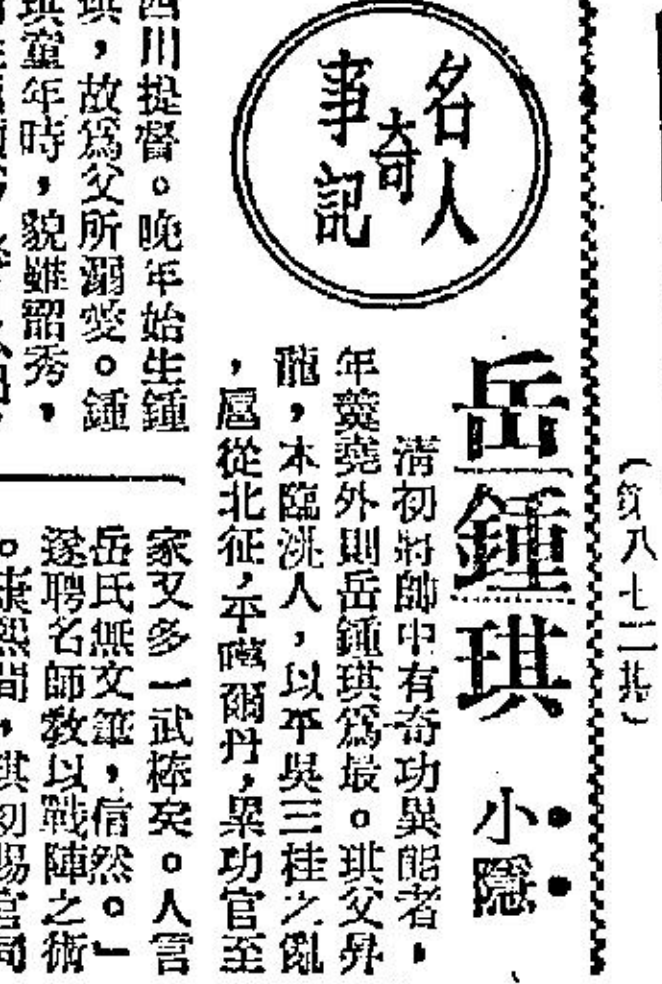 (第八七二期)
名人
奇
事記
岳鍾琪
小隱
清初將帥中有奇功異能者，
年羹堯外則岳鍾琪爲最。琪父昇
龍，本臨洮人，以平吳三桂之亂
，扈從北征，平噶爾丹，累功官至
四川提督。晚年始生鍾
琪，故爲父所溺愛。鍾
琪童年時，貌雖韶秀，
家又多一武棒矣。人言
岳氏無文筆，信然。」
遂聘名師敎以戰陣之術
。康熙間，琪初賜官同